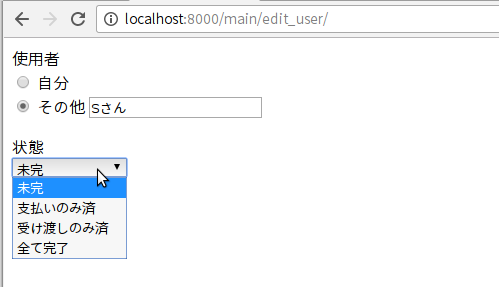 localhost:8000/main/edit_user/
使用者
自分
その他 Sさん
状態
未完
未完
支払いのみ済
受け渡しのみ済
全て完了